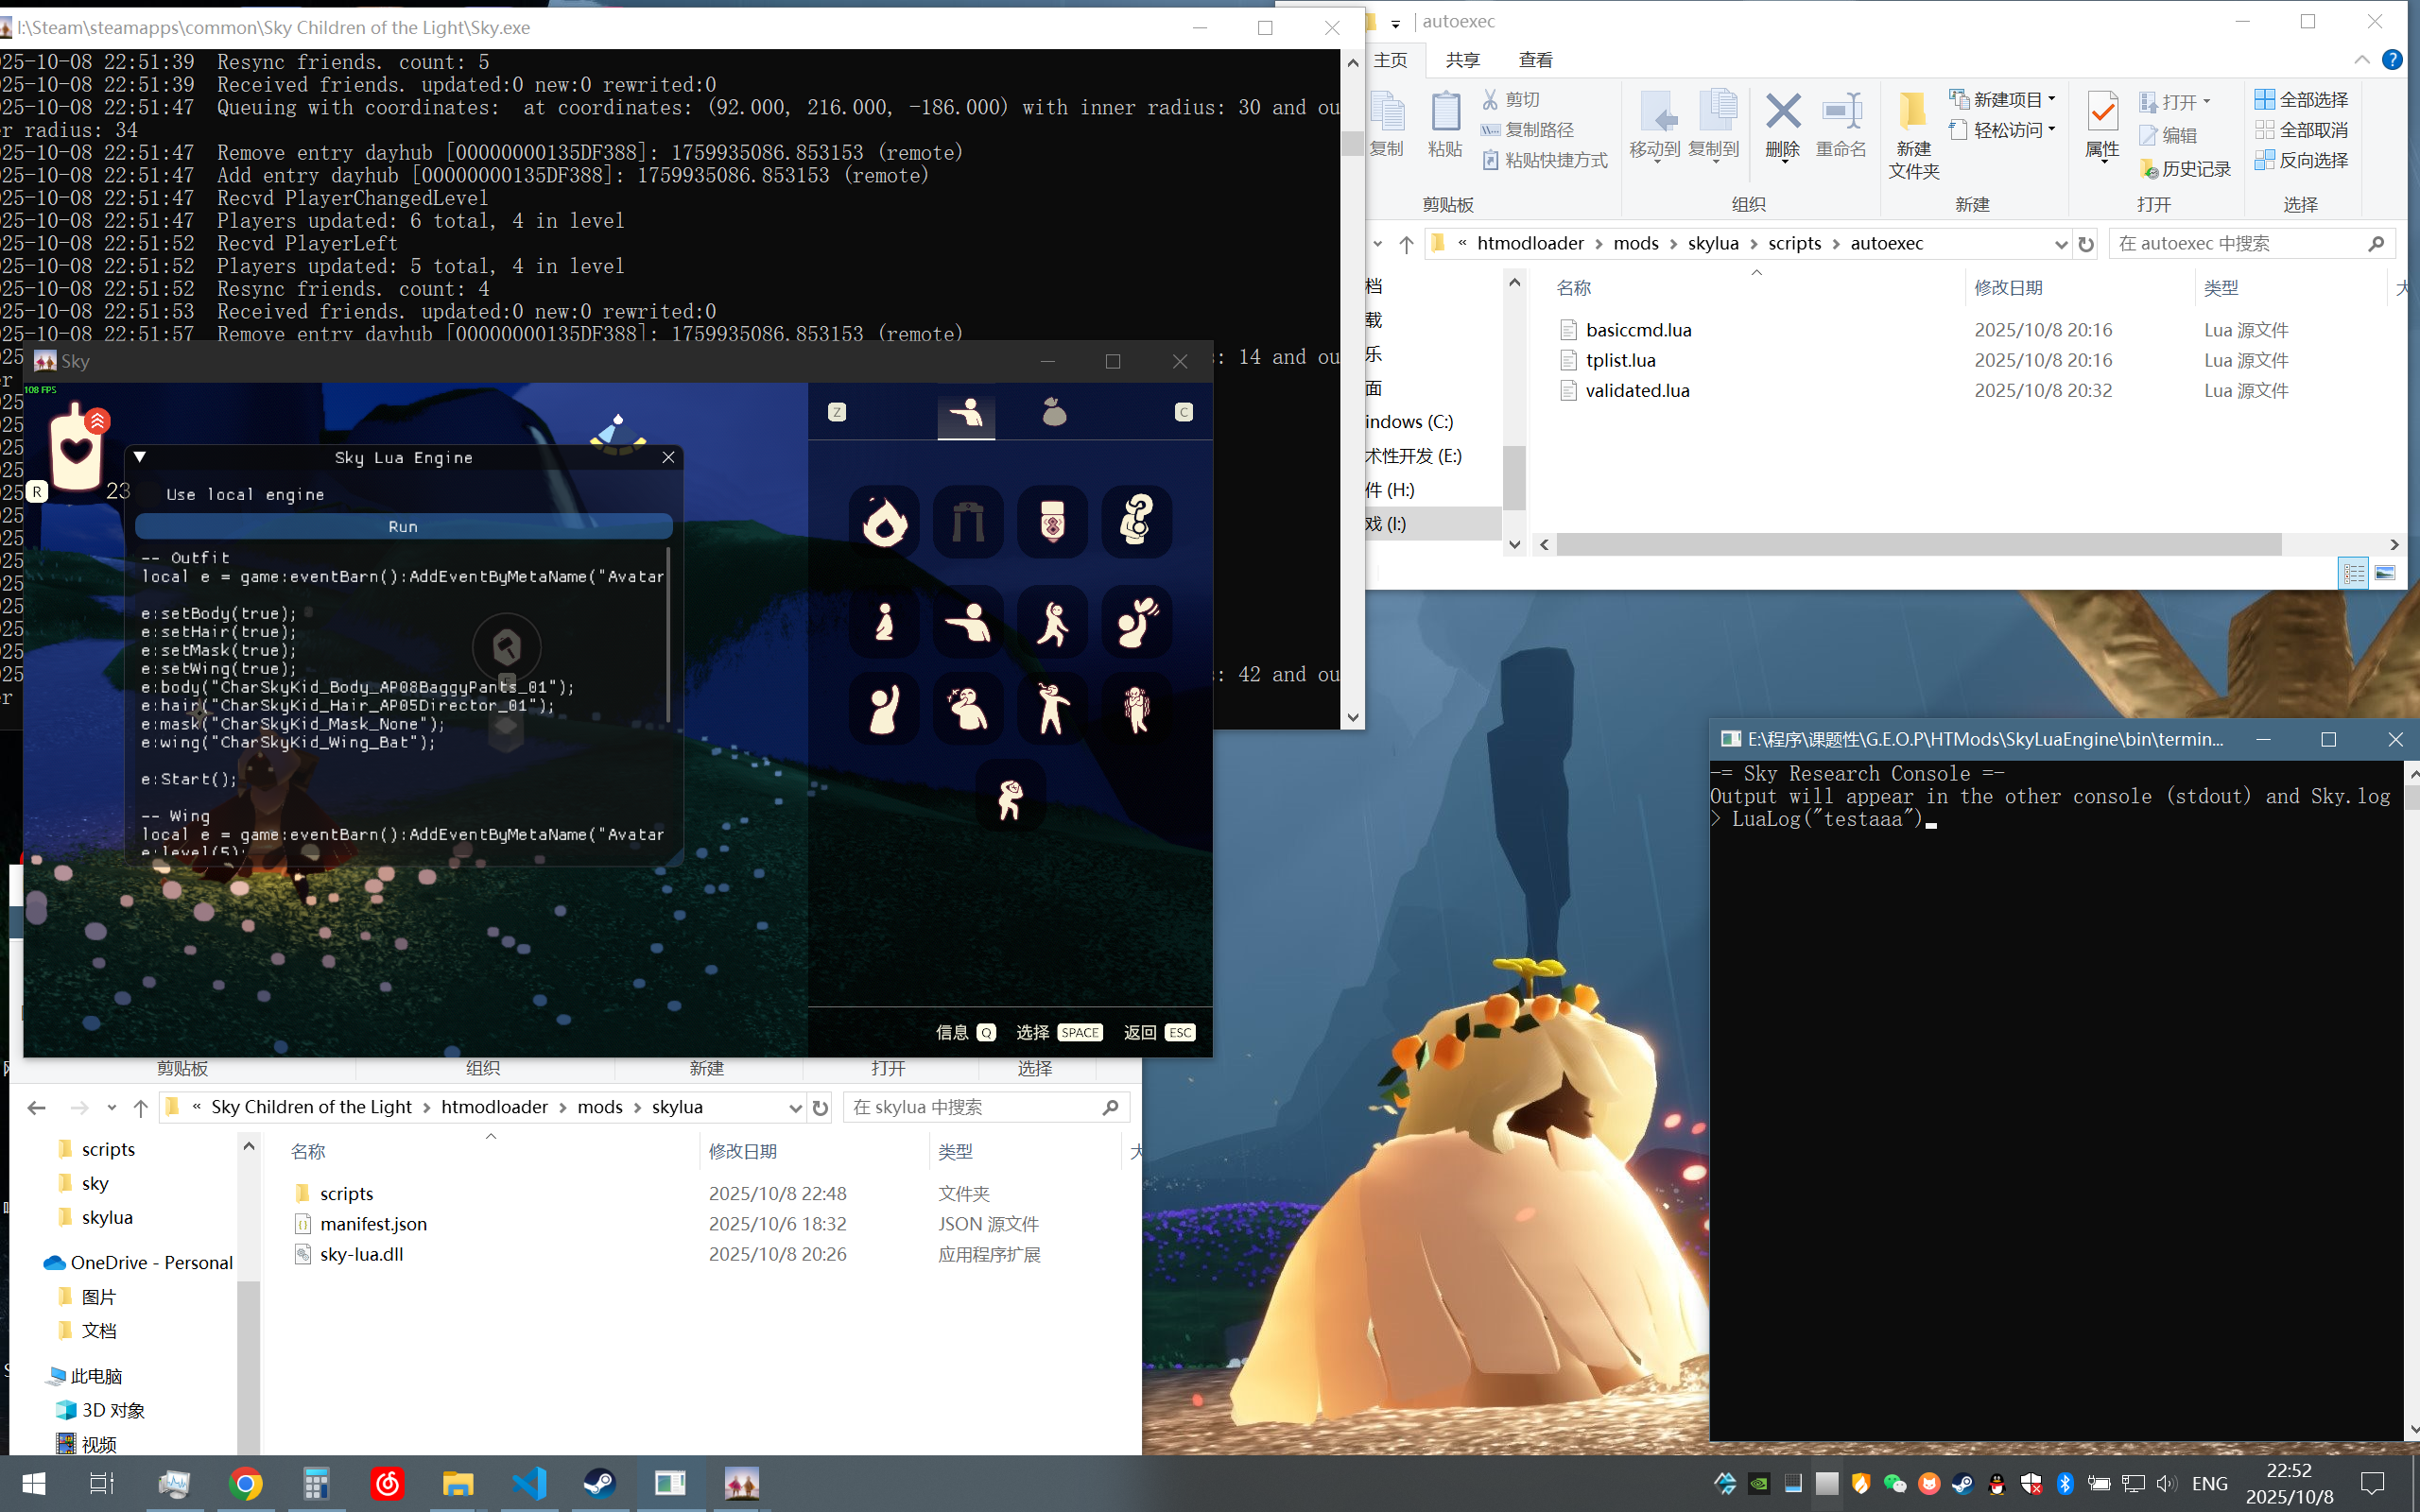 I:\Steam\steamapps\common\Sky Children of the Light\Sky.exe
25-10-08 22:51:39  Resync friends. count: 5
25-10-08 22:51:39  Received friends. updated:0 new:0 rewrited:0
25-10-08 22:51:47  Queuing with coordinates:  at coordinates: (92.000, 216.000, -186.000) with inner radius: 30 and ou
er radius: 34
25-10-08 22:51:47  Remove entry dayhub [00000000135DF388]: 1759935086.853153 (remote)
25-10-08 22:51:47  Add entry dayhub [00000000135DF388]: 1759935086.853153 (remote)
25-10-08 22:51:47  Recvd PlayerChangedLevel
25-10-08 22:51:47  Players updated: 6 total, 4 in level
25-10-08 22:51:52  Recvd PlayerLeft
25-10-08 22:51:52  Players updated: 5 total, 4 in level
25-10-08 22:51:52  Resync friends. count: 4
25-10-08 22:51:53  Received friends. updated:0 new:0 rewrited:0
25-10-08 22:51:57  Remove entry dayhub [00000000135DF388]: 1759935086.853153 (remote)
: 14 and ou
er
: 42 and ou
er
autoexec
主页 共享 查看
复制
粘贴
剪切
复制路径
粘贴快捷方式
剪贴板
移动到
复制到
删除
重命名
组织
新建
文件夹
新建项目
轻松访问
新建
属性
打开
编辑
历史记录
打开
全部选择
全部取消
反向选择
选择
« htmodloader › mods › skylua › scripts › autoexec
在 autoexec 中搜索
档
载
乐
面
indows (C:)
术性开发 (E:)
件 (H:)
戏 (I:)
名称 修改日期 类型 大
basiccmd.lua 2025/10/8 20:16 Lua 源文件
tplist.lua 2025/10/8 20:16 Lua 源文件
validated.lua 2025/10/8 20:32 Lua 源文件
Sky
108 FPS
R
23
Z
C
Sky Lua Engine
Use local engine
Run
-- Outfit
local e = game:eventBarn():AddEventByMetaName("Avatar
e:setBody(true);
e:setHair(true);
e:setMask(true);
e:setWing(true);
e:body("CharSkyKid_Body_AP08BaggyPants_01");
e:hair("CharSkyKid_Hair_AP05Director_01");
e:mask("CharSkyKid_Mask_None");
e:wing("CharSkyKid_Wing_Bat");
e:Start();
-- Wing
local e = game:eventBarn():AddEventByMetaName("Avatar
e:level(5);
信息 Q 选择 SPACE 返回 ESC
E:\程序\课题性\G.E.O.P\HTMods\SkyLuaEngine\bin\termin...
-= Sky Research Console =-
Output will appear in the other console (stdout) and Sky.log
> LuaLog("testaaa")
剪贴板 组织 新建 打开 选择
« Sky Children of the Light › htmodloader › mods › skylua
在 skylua 中搜索
scripts
sky
skylua
OneDrive - Personal
图片
文档
此电脑
3D 对象
视频
名称 修改日期 类型 大
scripts 2025/10/8 22:48 文件夹
manifest.json 2025/10/6 18:32 JSON 源文件
sky-lua.dll 2025/10/8 20:26 应用程序扩展
ENG
22:52
2025/10/8